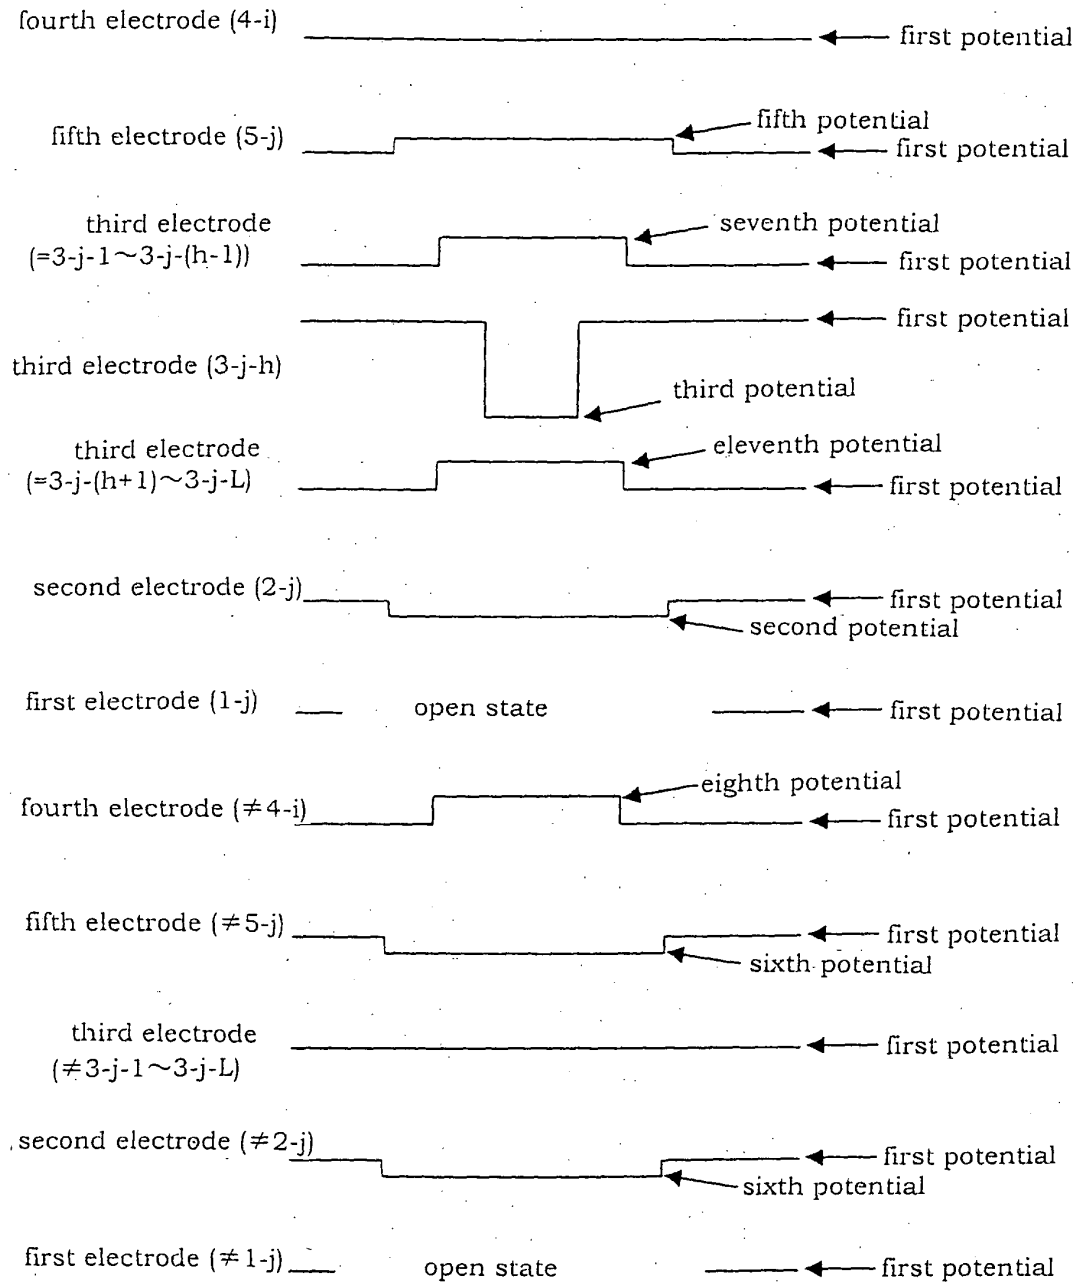 fourth electrode (4-i)
first potential
fifth electrode (5-j)
fifth potential
first potential
third electrode
(=3-j-1~3-j-(h-1))
seventh potential
first potential
first potential
third electrode (3-j-h)
third potential
third electrode
(=3-j-(h+1)~3-j-L)
eleventh potential
first potential
second electrode (2-j)
first potential
second potential
first electrode (1-j)
open state
first potential
eighth potential
fourth electrode (≠4-i)
first potential
fifth electrode (≠5-j)
first potential
sixth potential
third electrode
(≠3-j-1~3-j-L)
first potential
second electrode (≠2-j)
first potential
sixth potential
first electrode (≠1-j)
open state
first potential